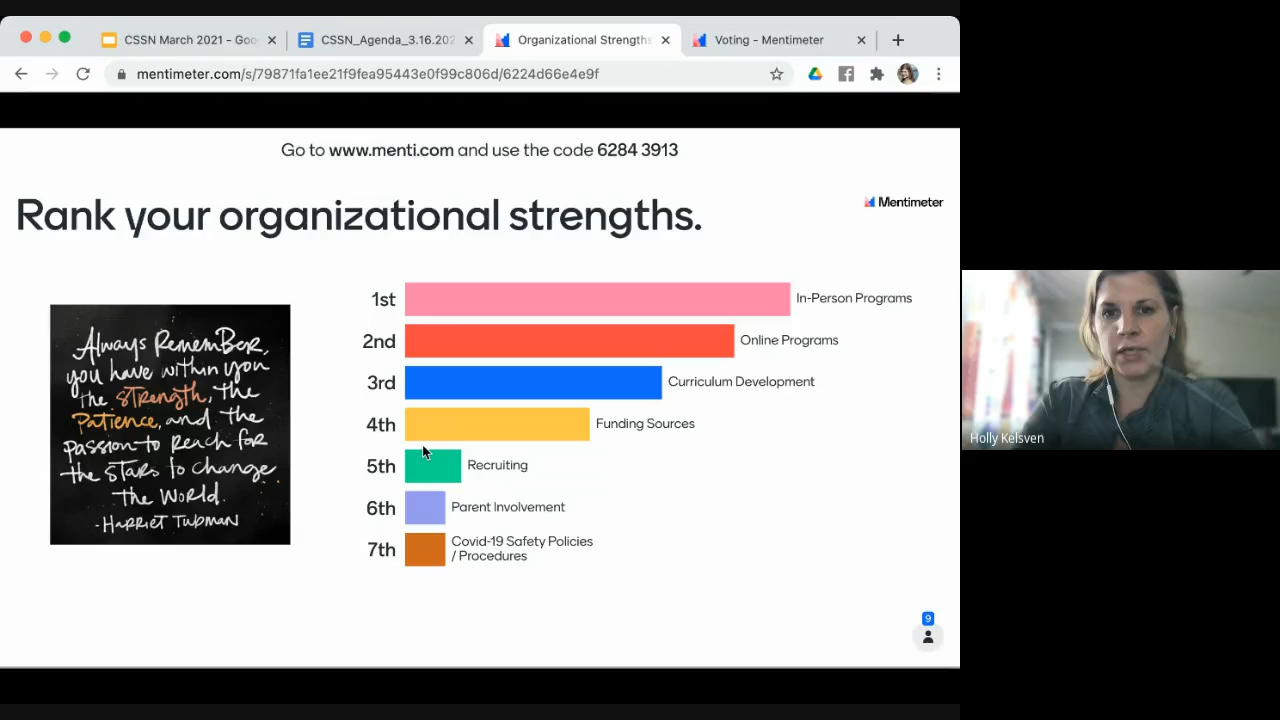 CSSN March 2021 - Goo
CSSN_Agenda_3.16.202
Organizational Strengths
Voting - Mentimeter
mentimeter.com/s/79871fa1ee21f9fea95443e0f99c806d/6224d66e4e9f
Go to www.menti.com and use the code 6284 3913
Rank your organizational strengths.
Mentimeter
Always Remember,
you have within you
the strength, the
Patience, and the
passion to reach for
the stars to change
the World.
-Harriet Tubman
1st In-Person Programs
2nd Online Programs
3rd Curriculum Development
4th Funding Sources
5th Recruiting
6th Parent Involvement
7th Covid-19 Safety Policies
/ Procedures
9
Holly Kelsven